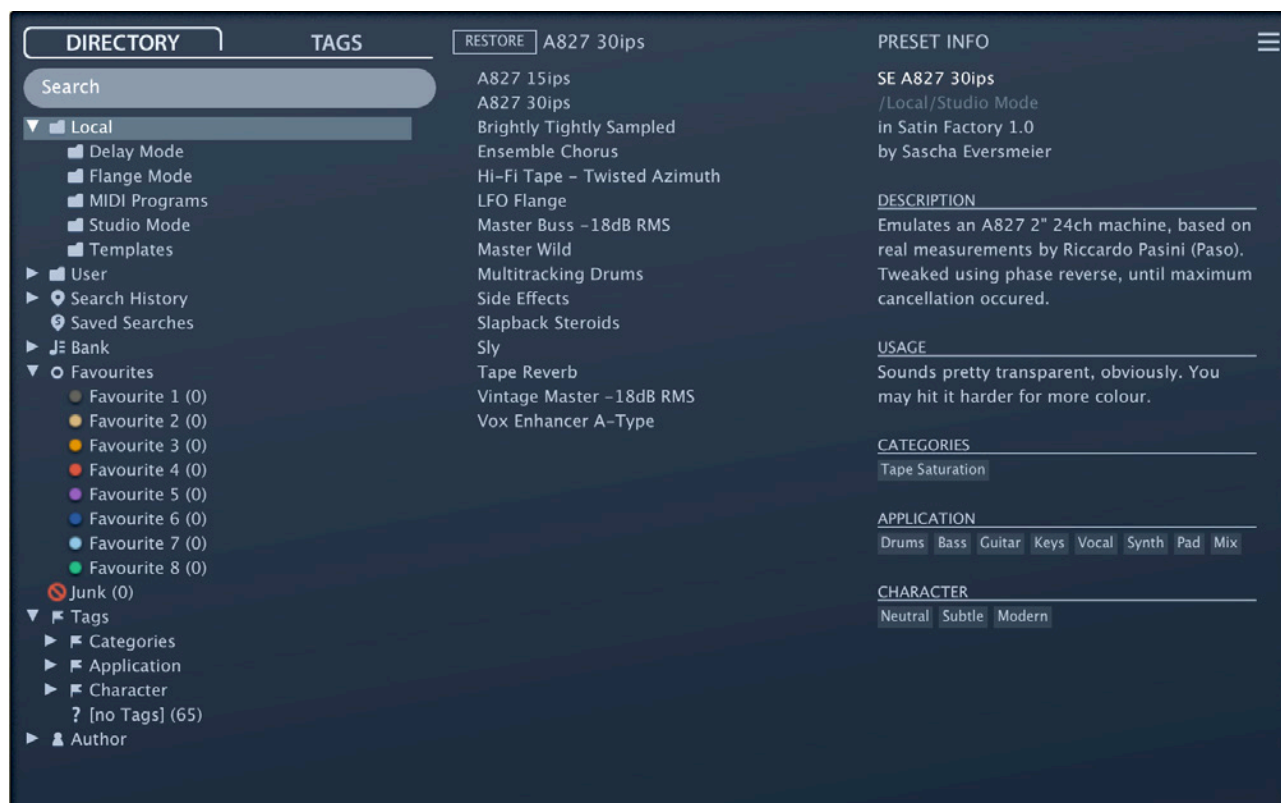 DIRECTORY
TAGS
Search
Local
Delay Mode
Flange Mode
MIDI Programs
Studio Mode
Templates
User
Search History
Saved Searches
Bank
Favourites
Favourite 1 (0)
Favourite 2 (0)
Favourite 3 (0)
Favourite 4 (0)
Favourite 5 (0)
Favourite 6 (0)
Favourite 7 (0)
Favourite 8 (0)
Junk (0)
Tags
Categories
Application
Character
? [no Tags] (65)
Author
RESTORE A827 30ips
A827 15ips
A827 30ips
Brightly Tightly Sampled
Ensemble Chorus
Hi-Fi Tape - Twisted Azimuth
LFO Flange
Master Buss -18dB RMS
Master Wild
Multitracking Drums
Side Effects
Slapback Steroids
Sly
Tape Reverb
Vintage Master -18dB RMS
Vox Enhancer A-Type
PRESET INFO
SE A827 30ips
/Local/Studio Mode
in Satin Factory 1.0
by Sascha Eversmeier
DESCRIPTION
Emulates an A827 2" 24ch machine, based on
real measurements by Riccardo Pasini (Paso).
Tweaked using phase reverse, until maximum
cancellation occured.
USAGE
Sounds pretty transparent, obviously. You
may hit it harder for more colour.
CATEGORIES
Tape Saturation
APPLICATION
Drums Bass Guitar Keys Vocal Synth Pad Mix
CHARACTER
Neutral Subtle Modern